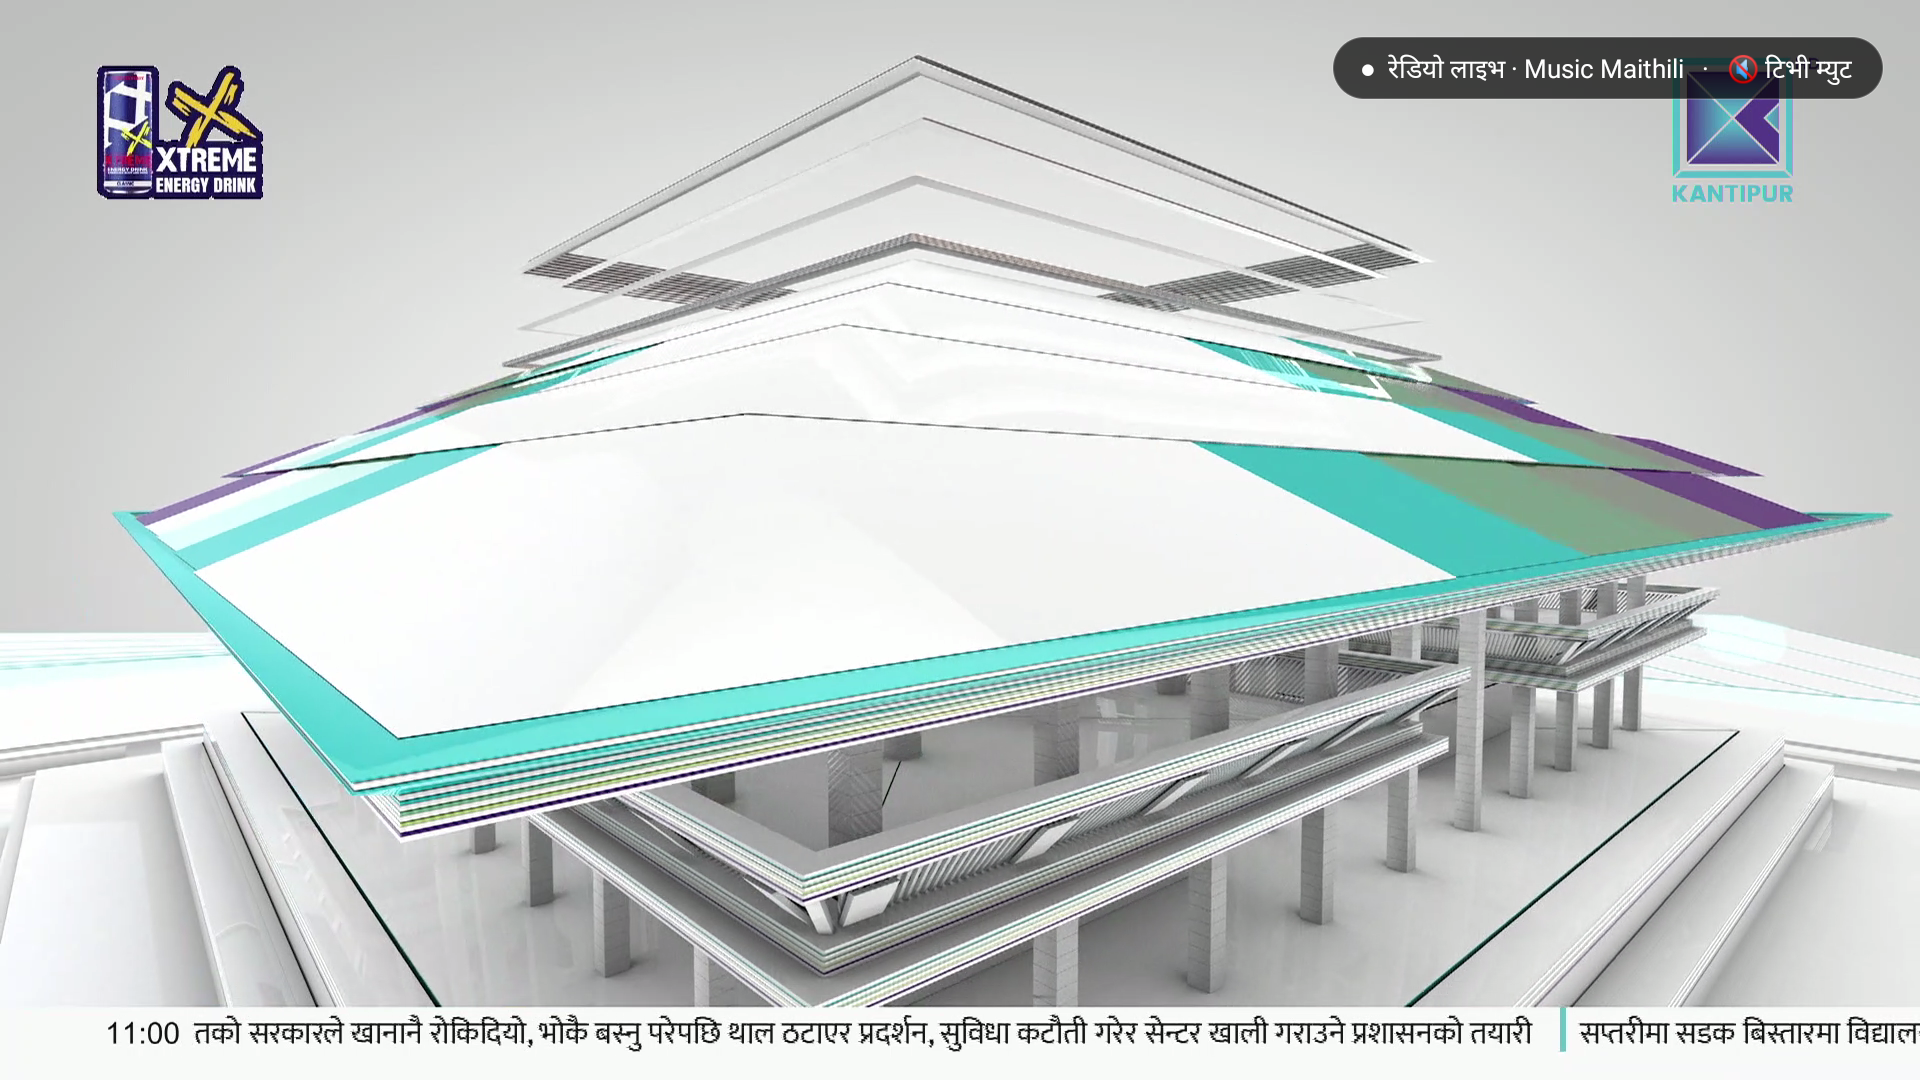 ● रेडियो लाइभ · Music Maithili · 🔇 टिभी म्युट
XTREME
ENERGY DRINK
KANTIPUR
11:00 तको सरकारले खानानै रोकिदियो, भोकै बस्नु परेपछि थाल ठटाएर प्रदर्शन, सुविधा कटौती गरेर सेन्टर खाली गराउने प्रशासनको तयारी
सप्तरीमा सडक बिस्तारमा विद्याल